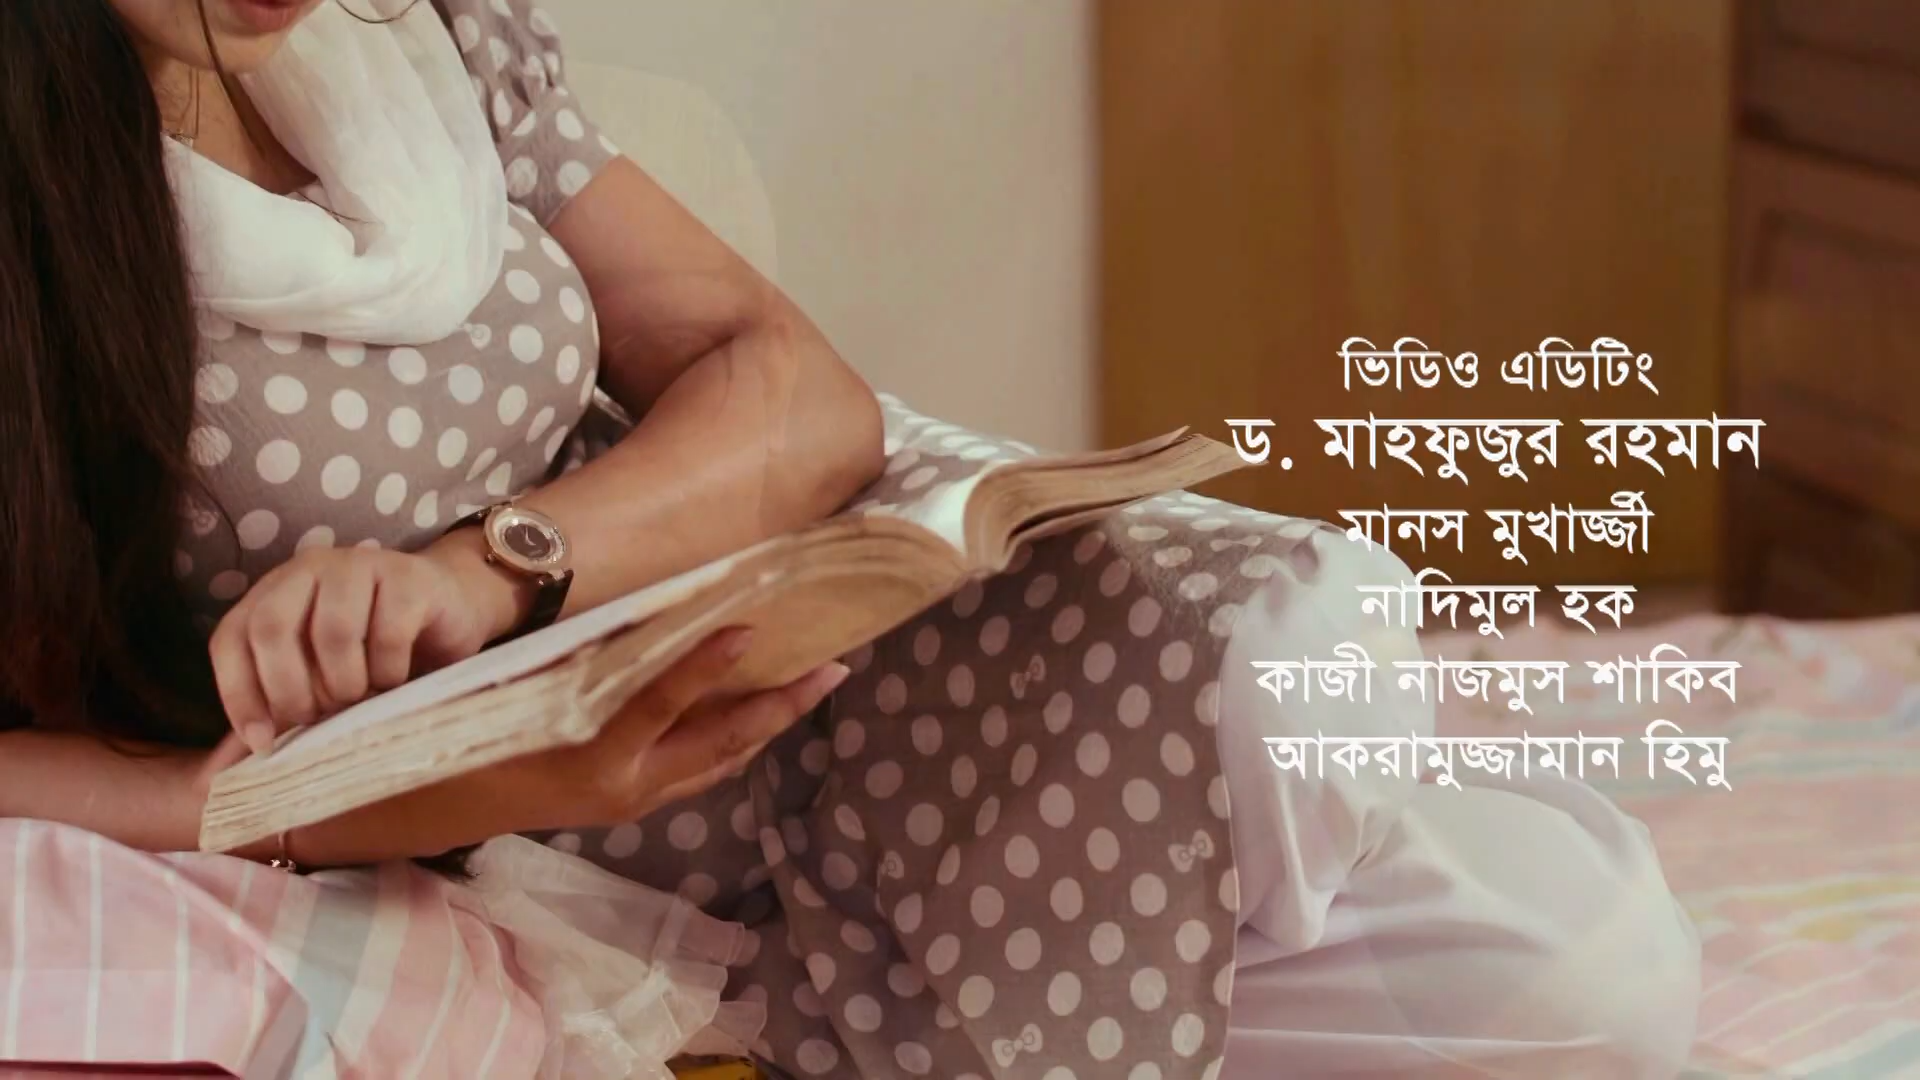 ভিডিও এডিটিং
ড. মাহফুজুর রহমান
মানস মুখার্জ্জী
নাদিমুল হক
কাজী নাজমুস শাকিব
আকরামুজ্জামান হিমু